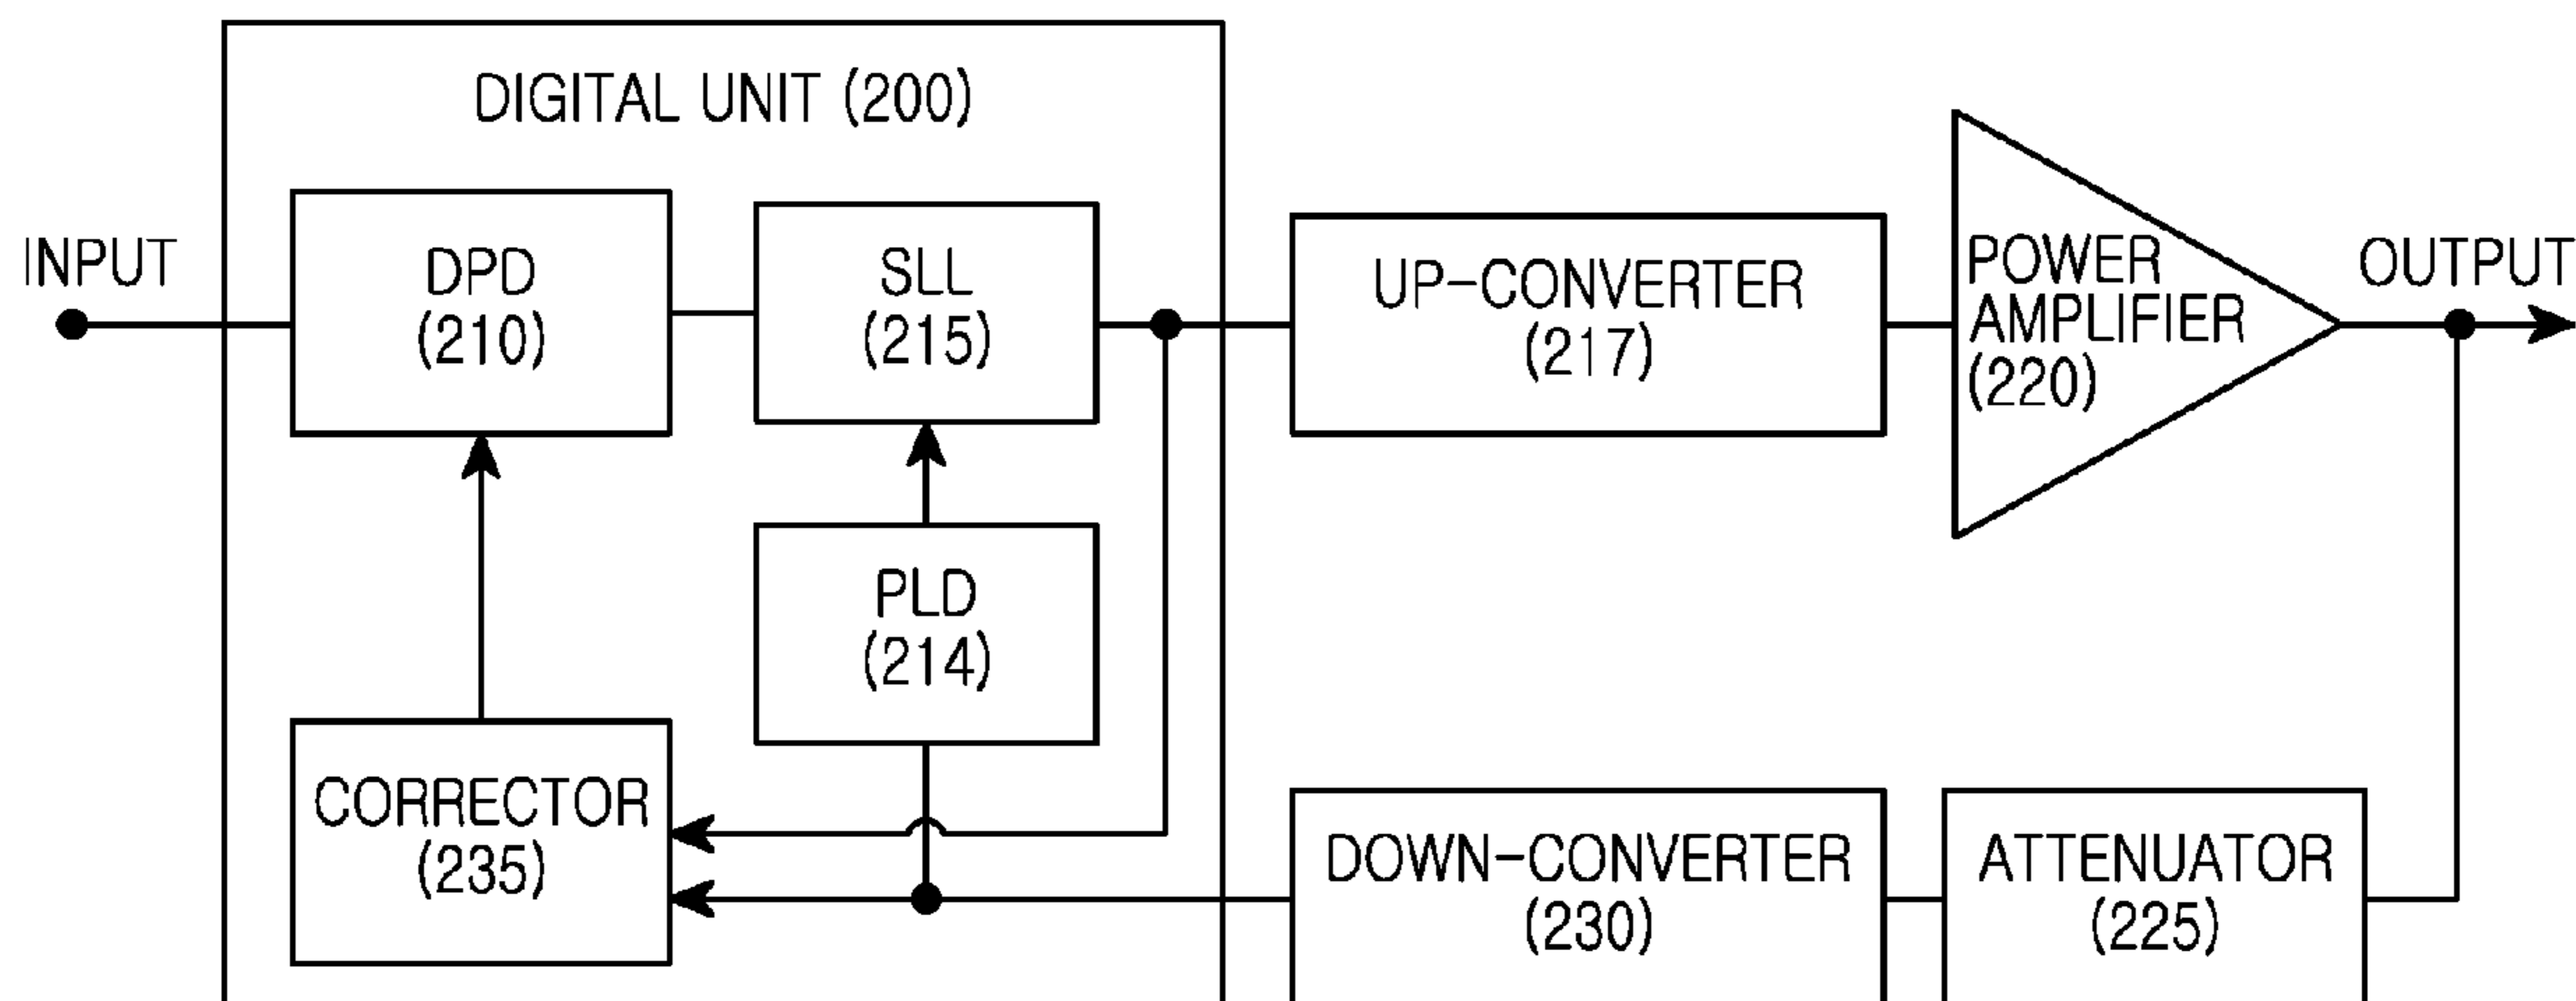 DIGITAL UNIT (200)
INPUT
DPD
(210)
SLL
(215)
UP-CONVERTER
(217)
POWER
AMPLIFIER
(220)
OUTPUT
PLD
(214)
CORRECTOR
(235)
DOWN-CONVERTER
(230)
ATTENUATOR
(225)